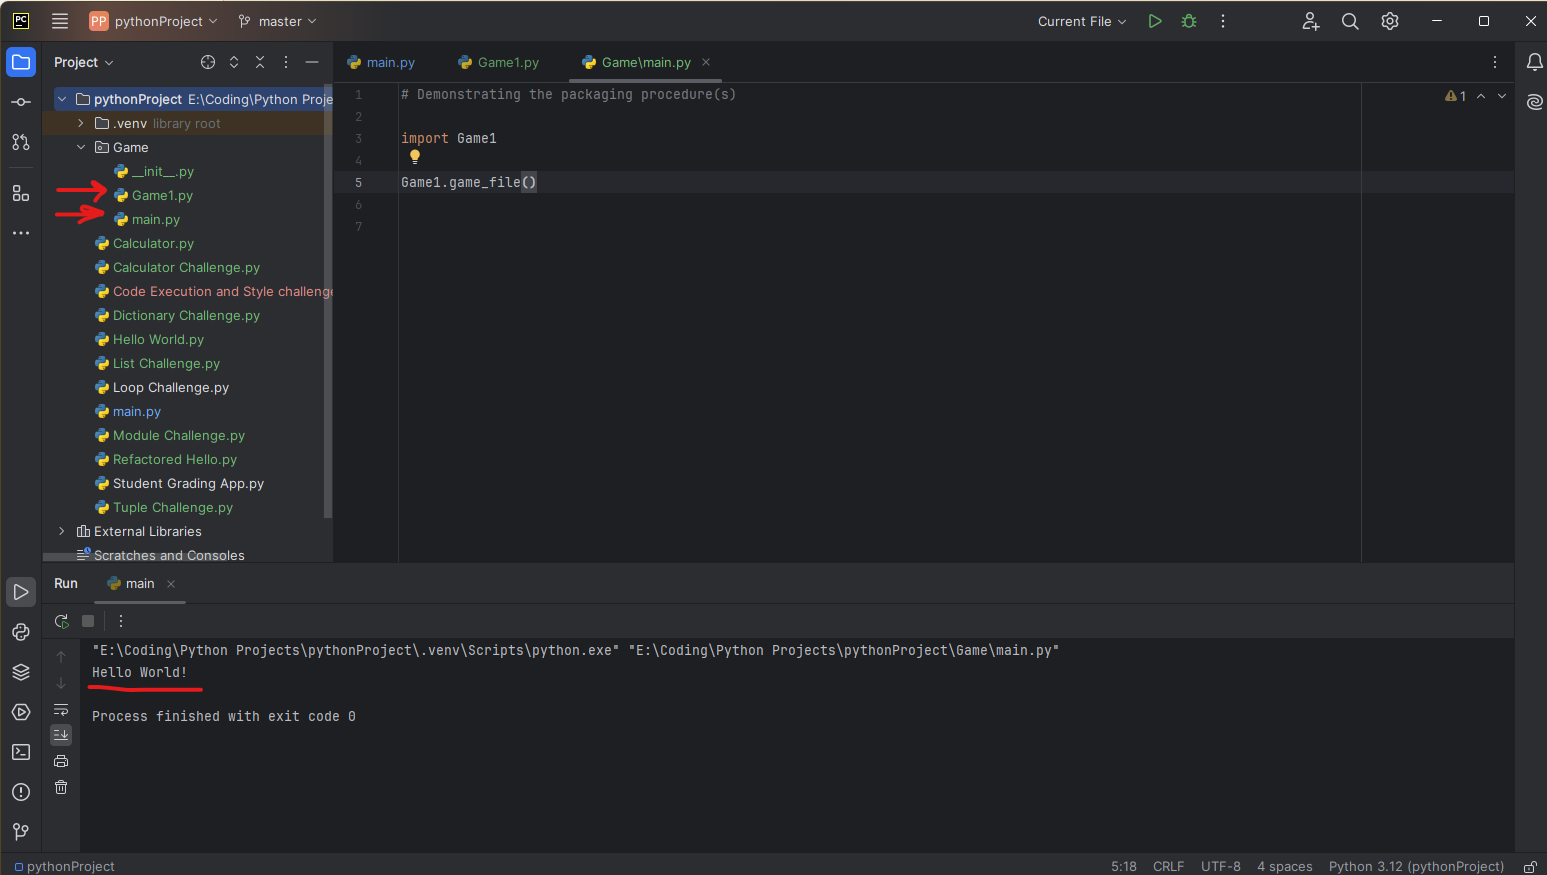 PC PP pythonProject master Current File
Project
main.py Game1.py Game\main.py
pythonProject E:\Coding\Python Proje
.venv library root
Game
__init__.py
Game1.py
main.py
Calculator.py
Calculator Challenge.py
Code Execution and Style challenge
Dictionary Challenge.py
Hello World.py
List Challenge.py
Loop Challenge.py
main.py
Module Challenge.py
Refactored Hello.py
Student Grading App.py
Tuple Challenge.py
External Libraries
Scratches and Consoles
1 # Demonstrating the packaging procedure(s)
2
3 import Game1
4
5 Game1.game_file()
6
7
1
Run main
"E:\Coding\Python Projects\pythonProject\.venv\Scripts\python.exe" "E:\Coding\Python Projects\pythonProject\Game\main.py"
Hello World!
Process finished with exit code 0
pythonProject 5:18 CRLF UTF-8 4 spaces Python 3.12 (pythonProject)